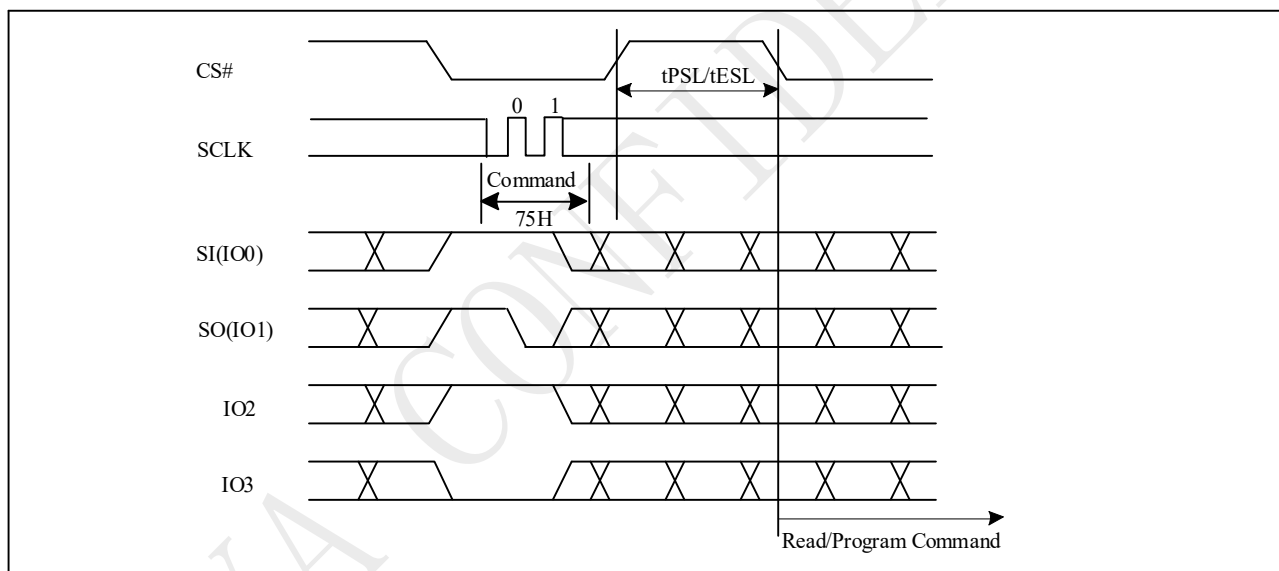 CS#
tPSL/tESL
0 1
SCLK
Command
75H
SI(IO0)
SO(IO1)
IO2
IO3
Read/Program Command